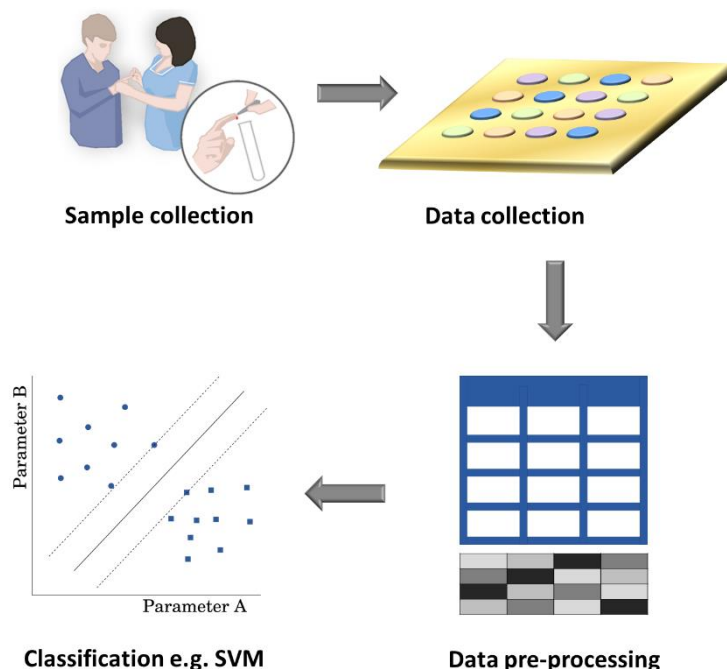 Sample collection
Data collection
Parameter B
Parameter A
Classification e.g. SVM
Data pre-processing